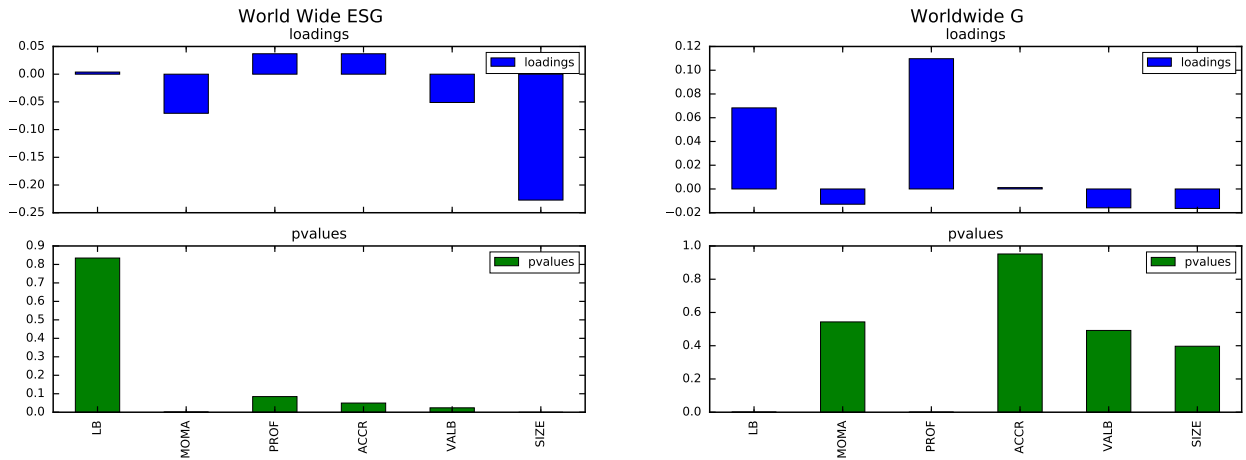 World Wide ESG
loadings
0.05
0.00
−0.05
−0.10
−0.15
−0.20
−0.25
loadings
pvalues
0.9
0.8
0.7
0.6
0.5
0.4
0.3
0.2
0.1
0.0
pvalues
LB
MOMA
PROF
ACCR
VALB
SIZE
Worldwide G
loadings
0.12
0.10
0.08
0.06
0.04
0.02
0.00
−0.02
loadings
pvalues
1.0
0.8
0.6
0.4
0.2
0.0
pvalues
LB
MOMA
PROF
ACCR
VALB
SIZE